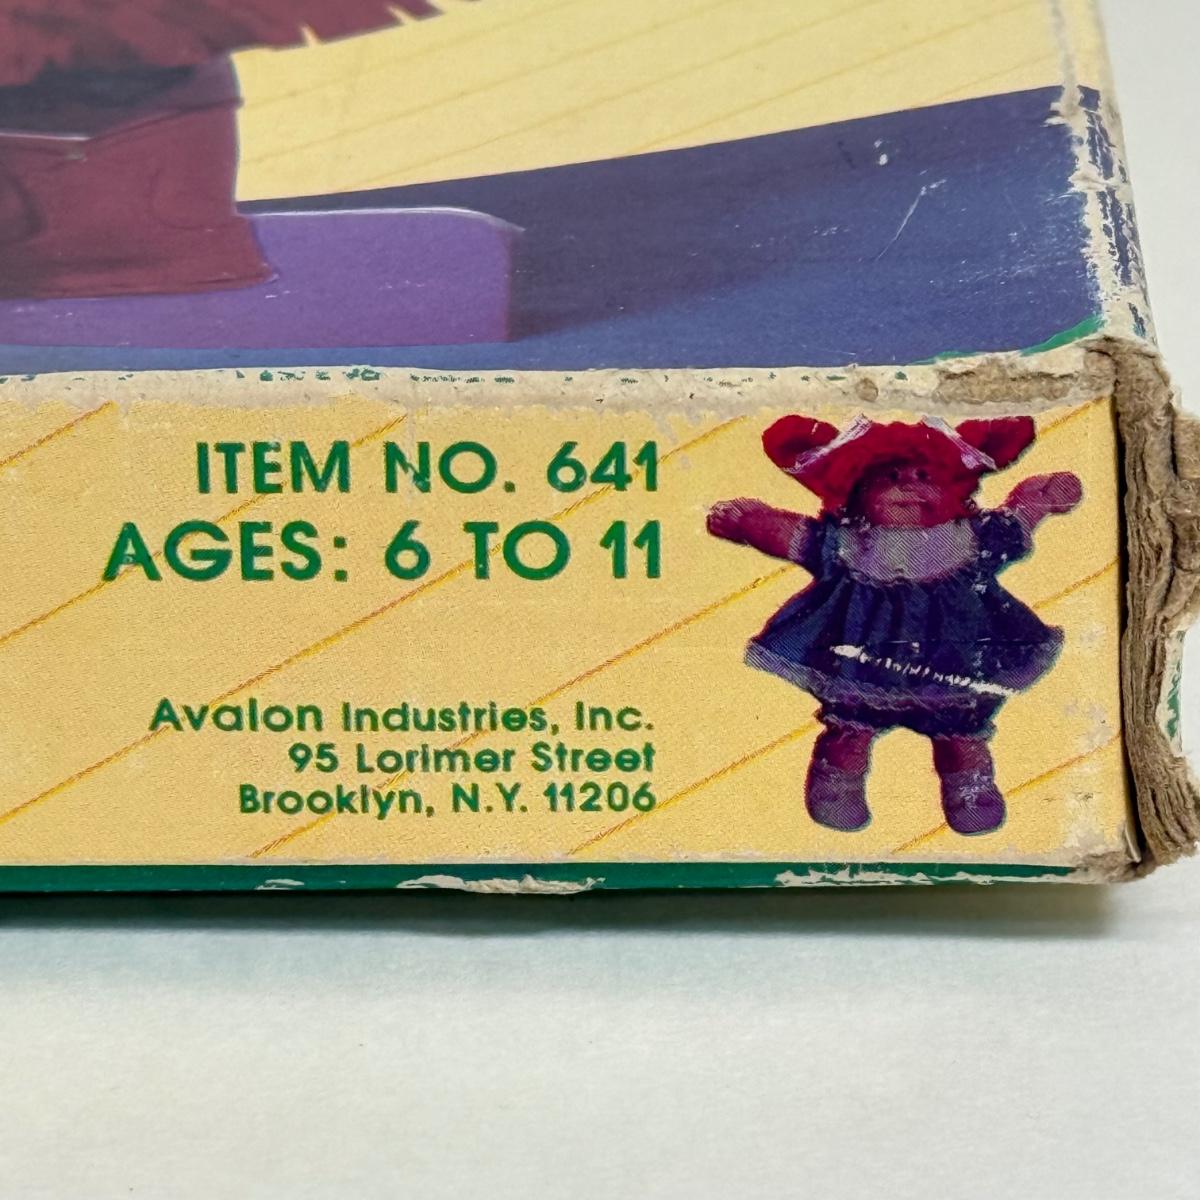 ITEM NO. 641
AGES: 6 TO 11
Avalon Industries, Inc.
95 Lorimer Street
Brooklyn, N.Y. 11206